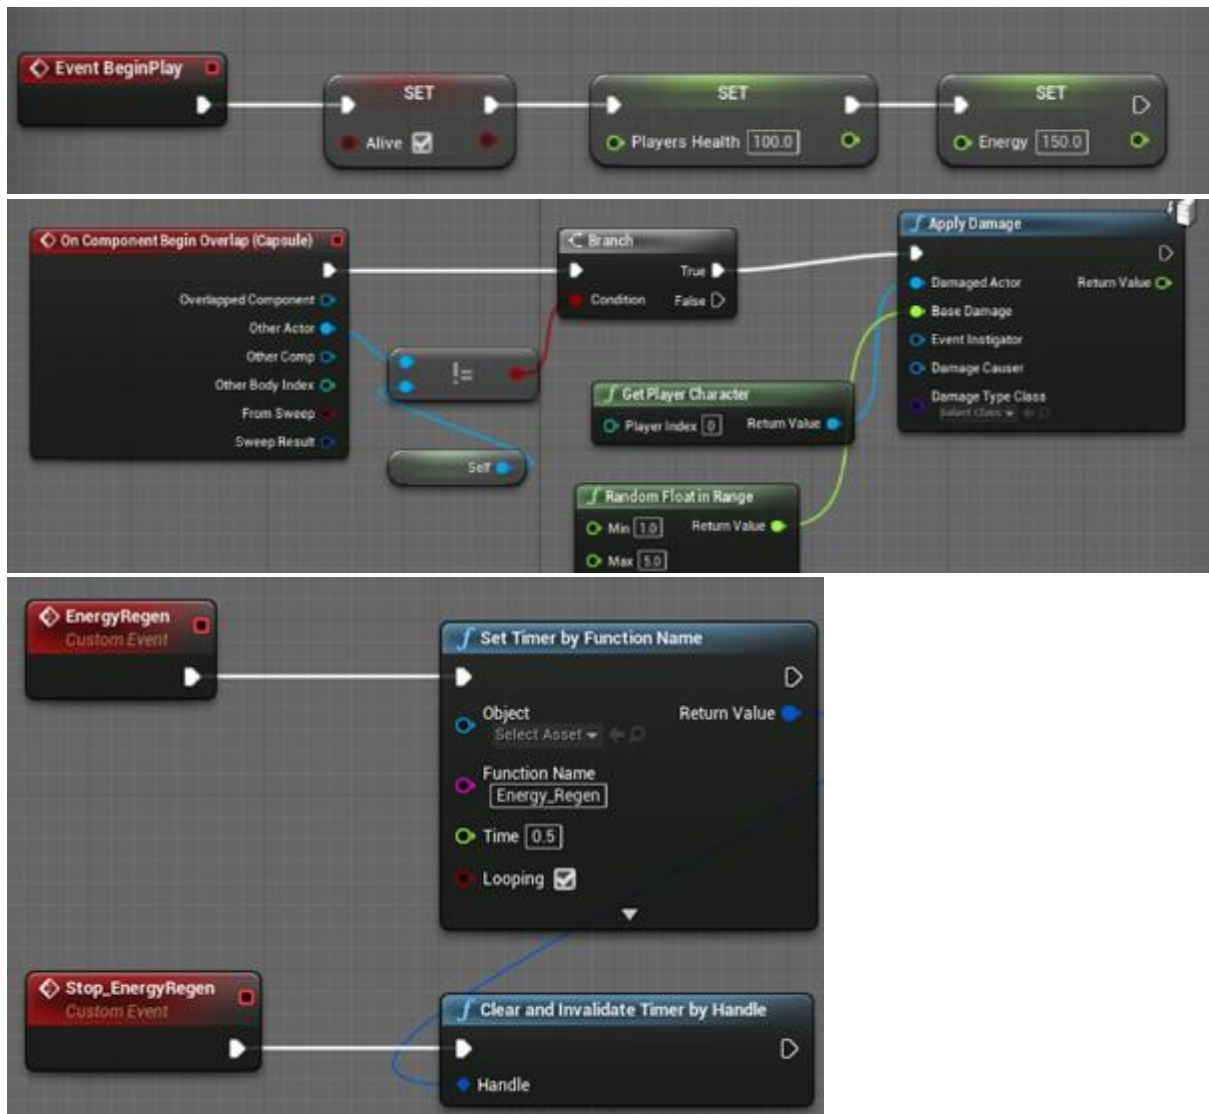 Event BeginPlay
SET
Alive
SET
Players Health 100.0
SET
Energy 150.0
On Component Begin Overlap (Capsule)
Overlapped Component
Other Actor
Other Comp
Other Body Index
From Sweep
Sweep Result
!=
Self
Branch
True
Condition
False
Get Player Character
Player Index 0
Return Value
Random Float in Range
Min 1.0
Return Value
Max 5.0
Apply Damage
Damaged Actor
Return Value
Base Damage
Event Instigator
Damage Causer
Damage Type Class
Select Class
EnergyRegen
Custom Event
Set Timer by Function Name
Object
Return Value
Select Asset
Function Name
Energy_Regen
Time 0.5
Looping
Stop_EnergyRegen
Custom Event
Clear and Invalidate Timer by Handle
Handle